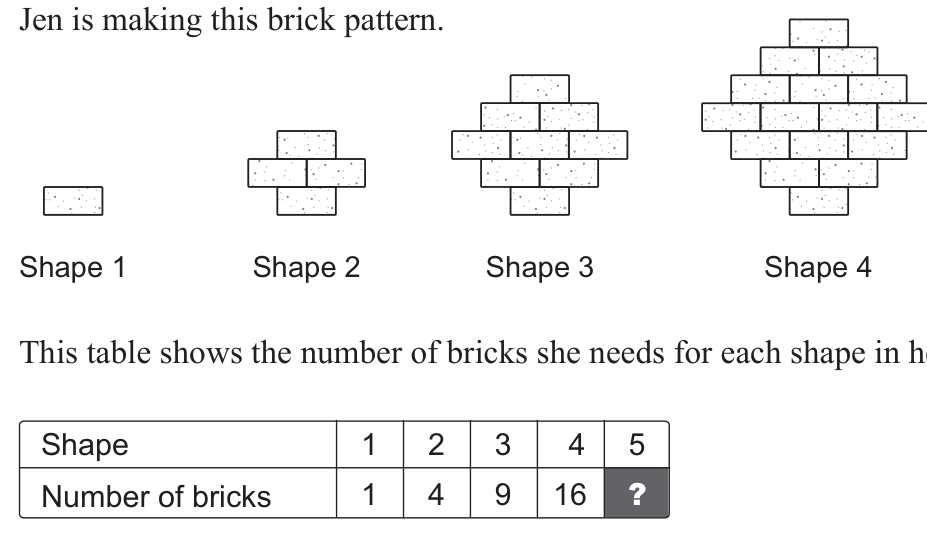 Jen is making this brick pattern.
Shape 1 Shape 2 Shape 3 Shape 4
This table shows the number of bricks she needs for each shape in
Shape 1 2 3 4 5
Number of bricks 1 4 9 16 ?